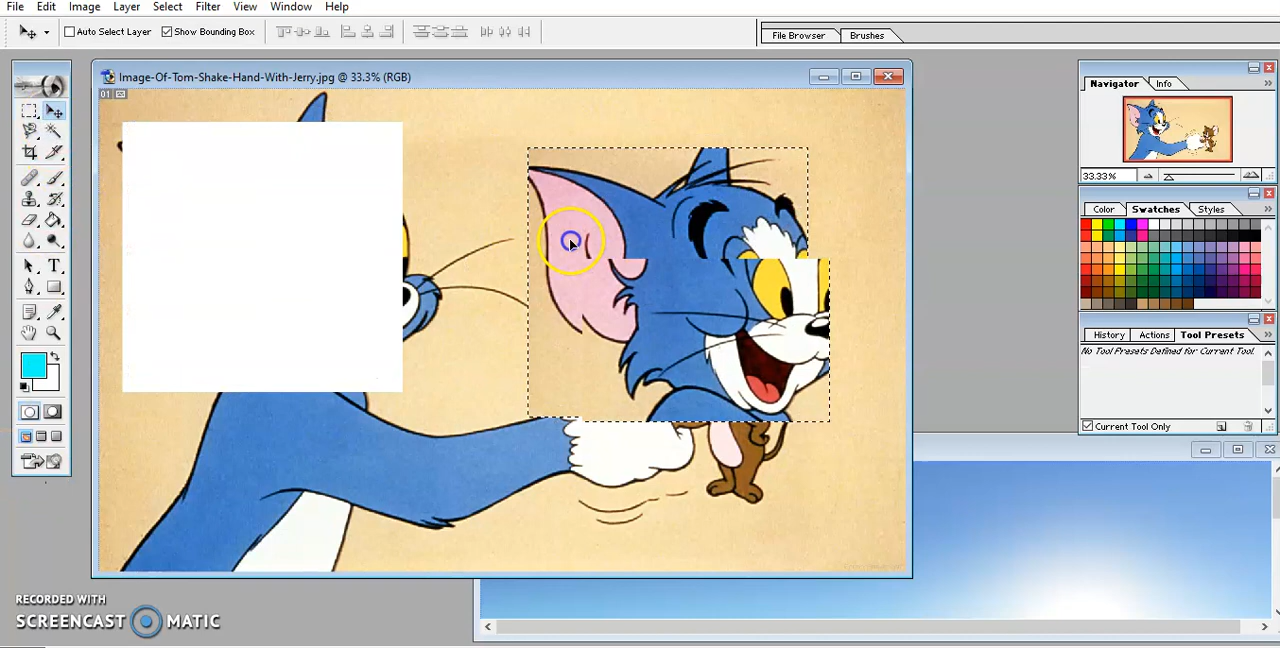 File Edit Image Layer Select Filter View Window Help
Auto Select Layer Show Bounding Box
File Browser Brushes
Image-Of-Tom-Shake-Hand-With-Jerry.jpg @ 33.3% (RGB)
01
Navigator Info
33.33%
Color Swatches Styles
History Actions Tool Presets
No Tool Presets Defined for Current Tool.
Current Tool Only
T
RECORDED WITH
SCREENCAST MATIC